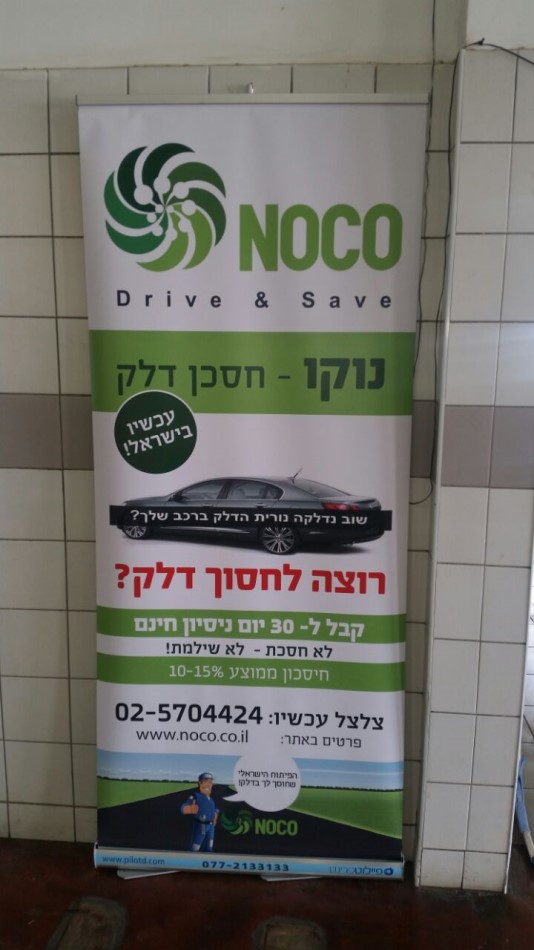 NOCO
Drive & Save
נוקו - חסכן דלק
עכשיו
בישראל!
שוב נדלקה נורית הדלק ברכב שלך?
רוצה לחסוך דלק?
קבל ל- 30 יום ניסיון חינם
לא חסכת - לא שילמת!
חיסכון ממוצע 10-15%
צלצל עכשיו: 02-5704424
פרטים באתר: www.noco.co.il
הפיתוח הישראלי
שחוסך לך בדלק!
NOCO
www.pilotd.com 077-2133133